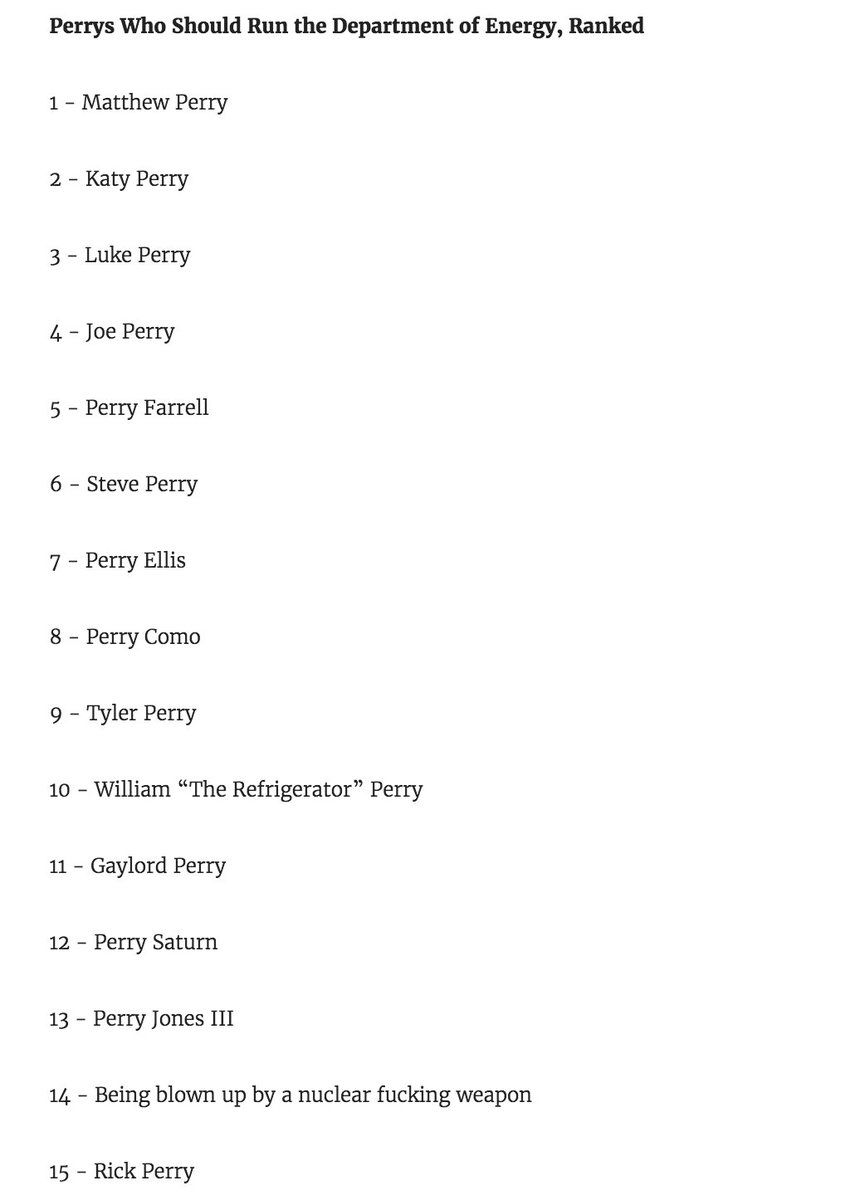 Perrys Who Should Run the Department of Energy, Ranked
1 - Matthew Perry
2 - Katy Perry
3 - Luke Perry
4 - Joe Perry
5 - Perry Farrell
6 - Steve Perry
7 - Perry Ellis
8 - Perry Como
9 - Tyler Perry
10 - William “The Refrigerator” Perry
11 - Gaylord Perry
12 - Perry Saturn
13 - Perry Jones III
14 - Being blown up by a nuclear fucking weapon
15 - Rick Perry